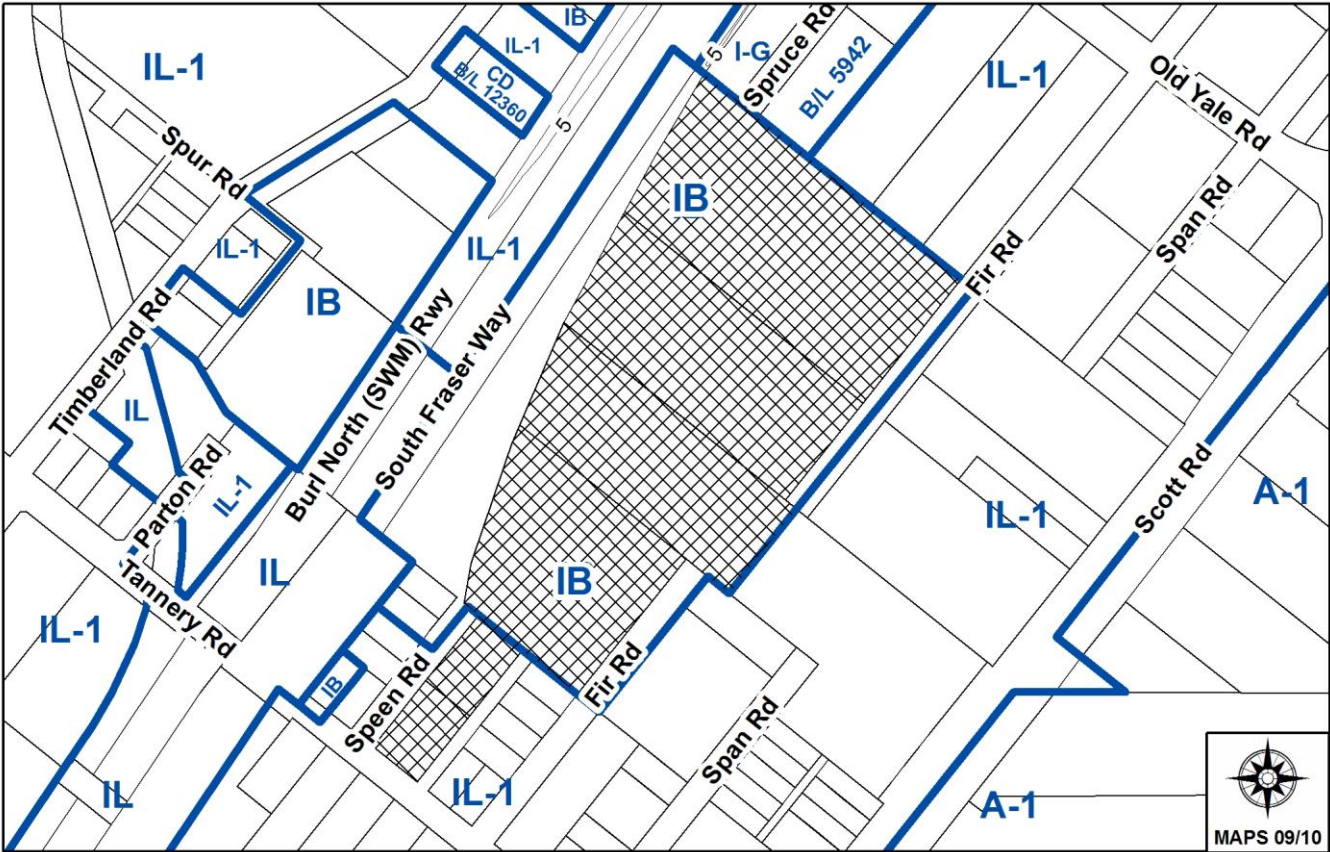 IB
IL-1
IL-1
CD
B/L 12360
5
I-G
Spruce Rd
B/L 5942
IL-1
Old Yale Rd
5
Spur Rd
Span Rd
IB
IL-1
IL-1
Fir Rd
IB
Timberland Rd
Burl North (SWM) Rwy
South Fraser Way
IL
Parton Rd
IL-1
Scott Rd
A-1
IL-1
Tannery Rd
IL
IB
IL-1
IB
Speen Rd
Fir Rd
Span Rd
IL
IL-1
A-1
MAPS 09/10